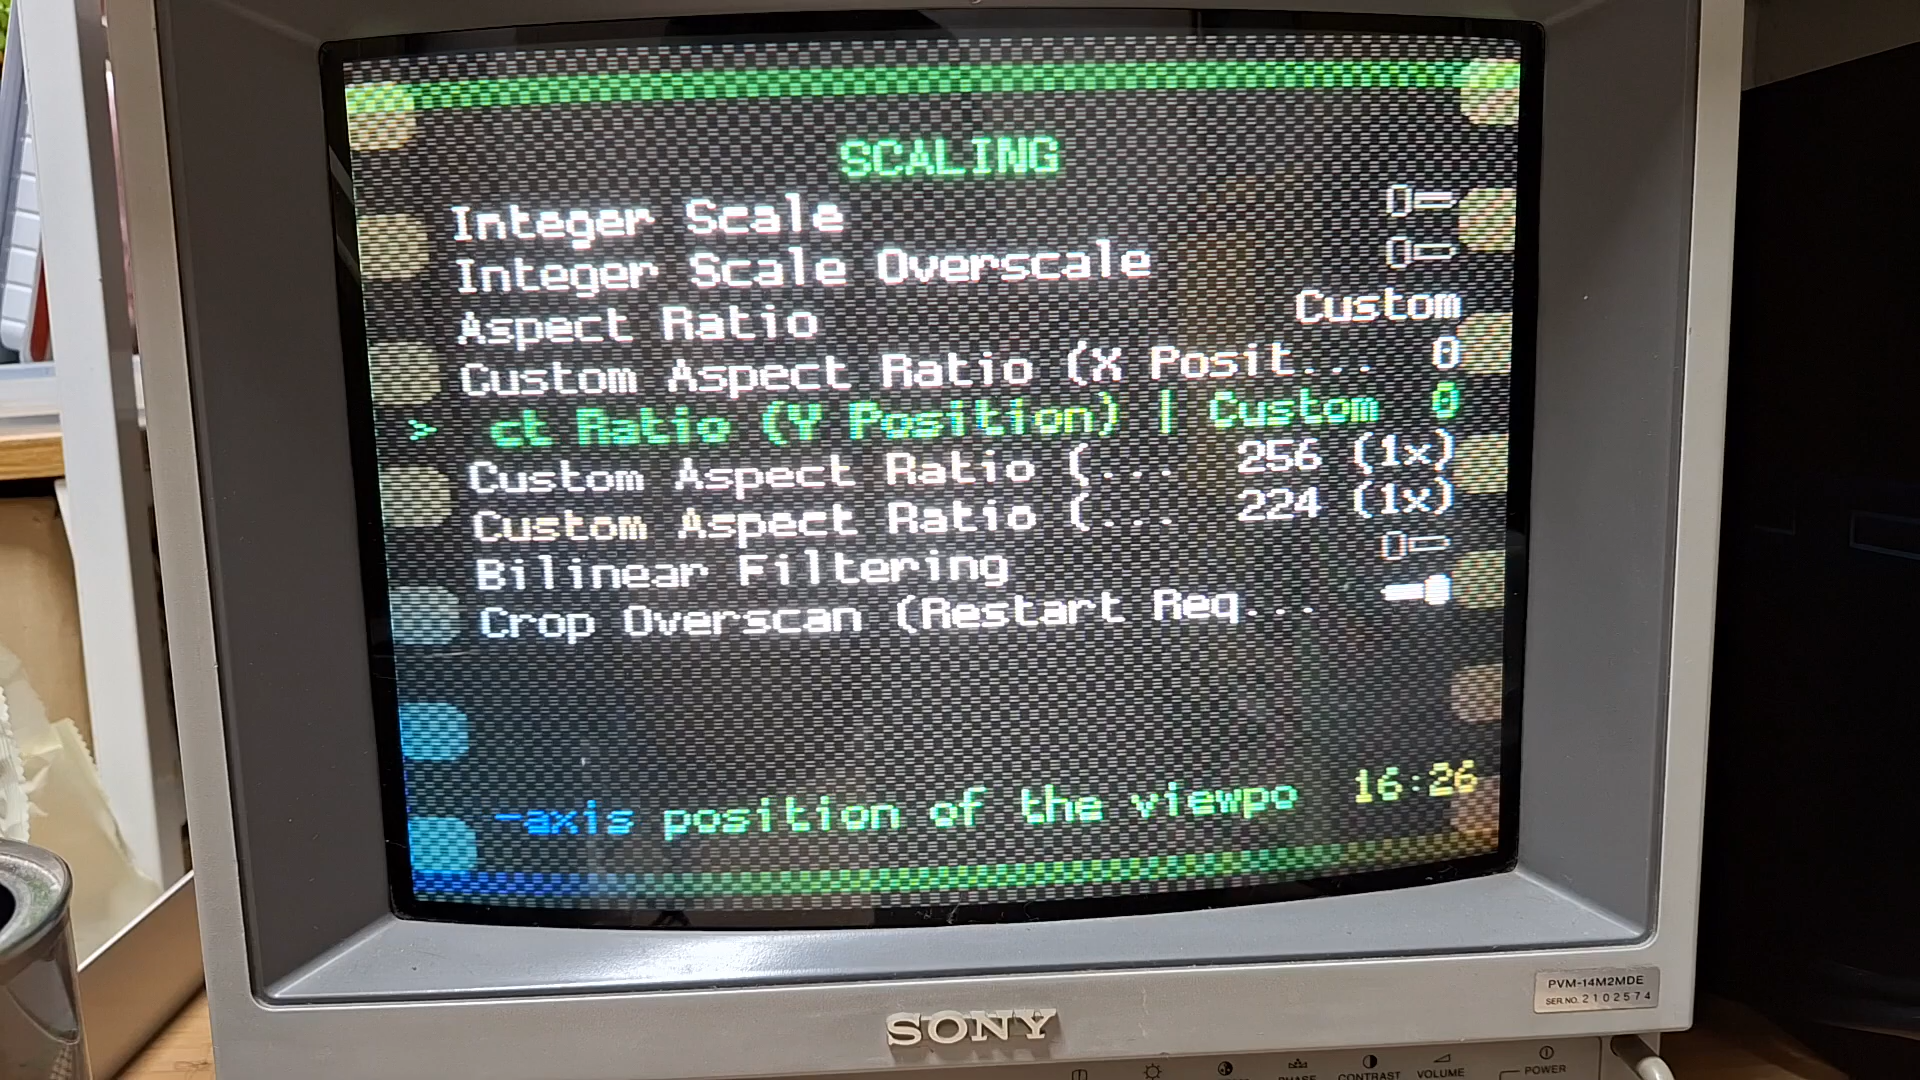 SCALING
Integer Scale
Integer Scale Overscale
Aspect Ratio Custom
Custom Aspect Ratio (X Posit... 0
> ct Ratio (Y Position) | Custom 0
Custom Aspect Ratio (... 256 (1x)
Custom Aspect Ratio (... 224 (1x)
Bilinear Filtering
Crop Overscan (Restart Req...
-axis position of the viewpo 16:26
PVM-14M2MDE
SER.NO. 2102574
SONY
PHASE CONTRAST VOLUME POWER